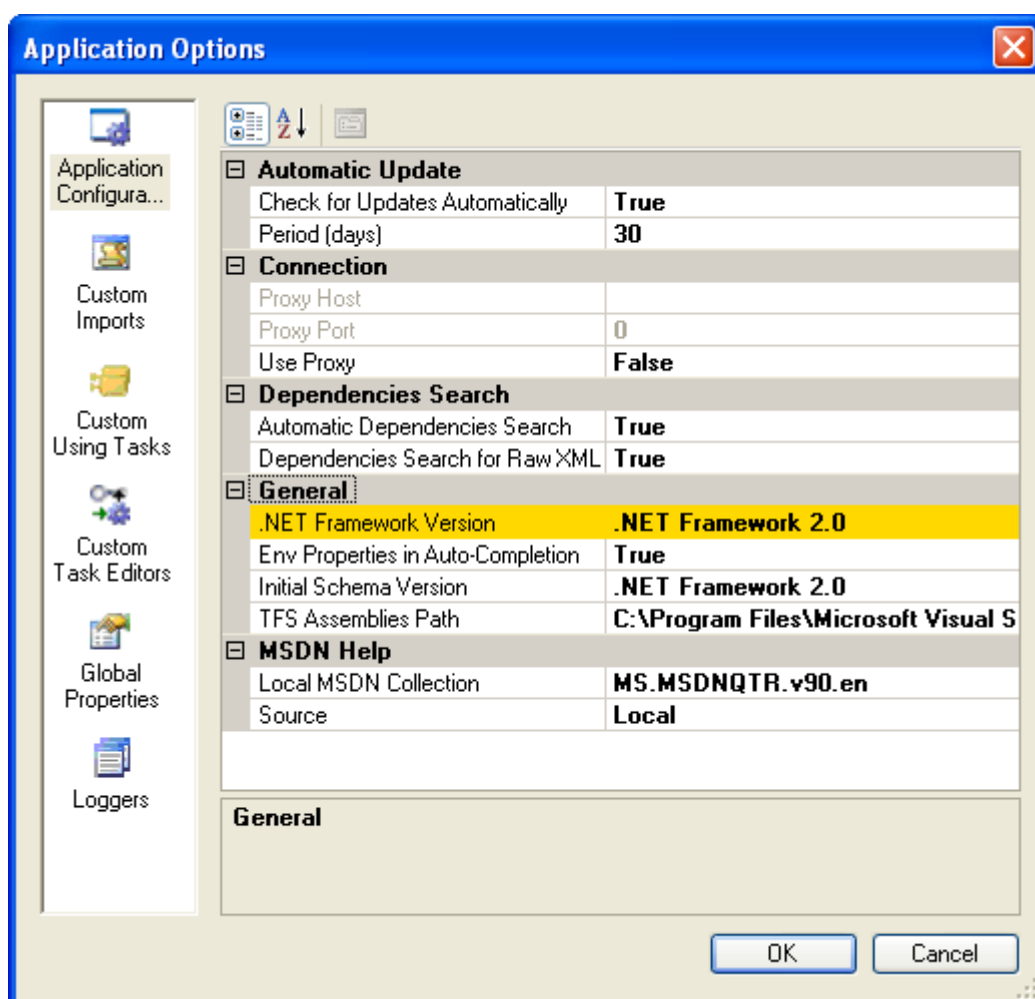 Application Options
Application
Configura...
Custom
Imports
Custom
Using Tasks
Custom
Task Editors
Global
Properties
Loggers
A
Z
Automatic Update
Check for Updates Automatically True
Period (days) 30
Connection
Proxy Host
Proxy Port 0
Use Proxy False
Dependencies Search
Automatic Dependencies Search True
Dependencies Search for Raw XML True
General
.NET Framework Version .NET Framework 2.0
Env Properties in Auto-Completion True
Initial Schema Version .NET Framework 2.0
TFS Assemblies Path C:\Program Files\Microsoft Visual S
MSDN Help
Local MSDN Collection MS.MSDNQTR.v90.en
Source Local
General
OK Cancel